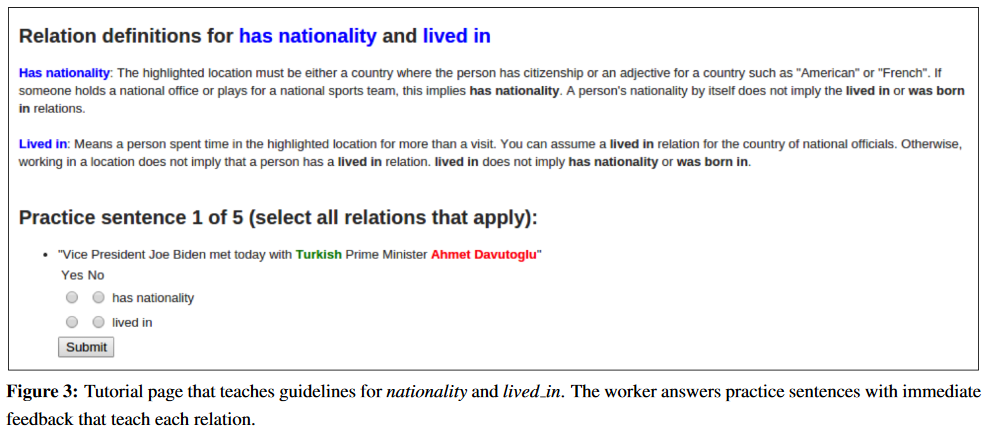 Relation definitions for has nationality and lived in
Has nationality: The highlighted location must be either a country where the person has citizenship or an adjective for a country such as "American" or "French". If
someone holds a national office or plays for a national sports team, this implies has nationality. A person's nationality by itself does not imply the lived in or was born
in relations.
Lived in: Means a person spent time in the highlighted location for more than a visit. You can assume a lived in relation for the country of national officials. Otherwise,
working in a location does not imply that a person has a lived in relation. lived in does not imply has nationality or was born in.
Practice sentence 1 of 5 (select all relations that apply):
• "Vice President Joe Biden met today with Turkish Prime Minister Ahmet Davutoglu"
Yes No
has nationality
lived in
Submit
Figure 3: Tutorial page that teaches guidelines for nationality and lived_in. The worker answers practice sentences with immediate
feedback that teach each relation.